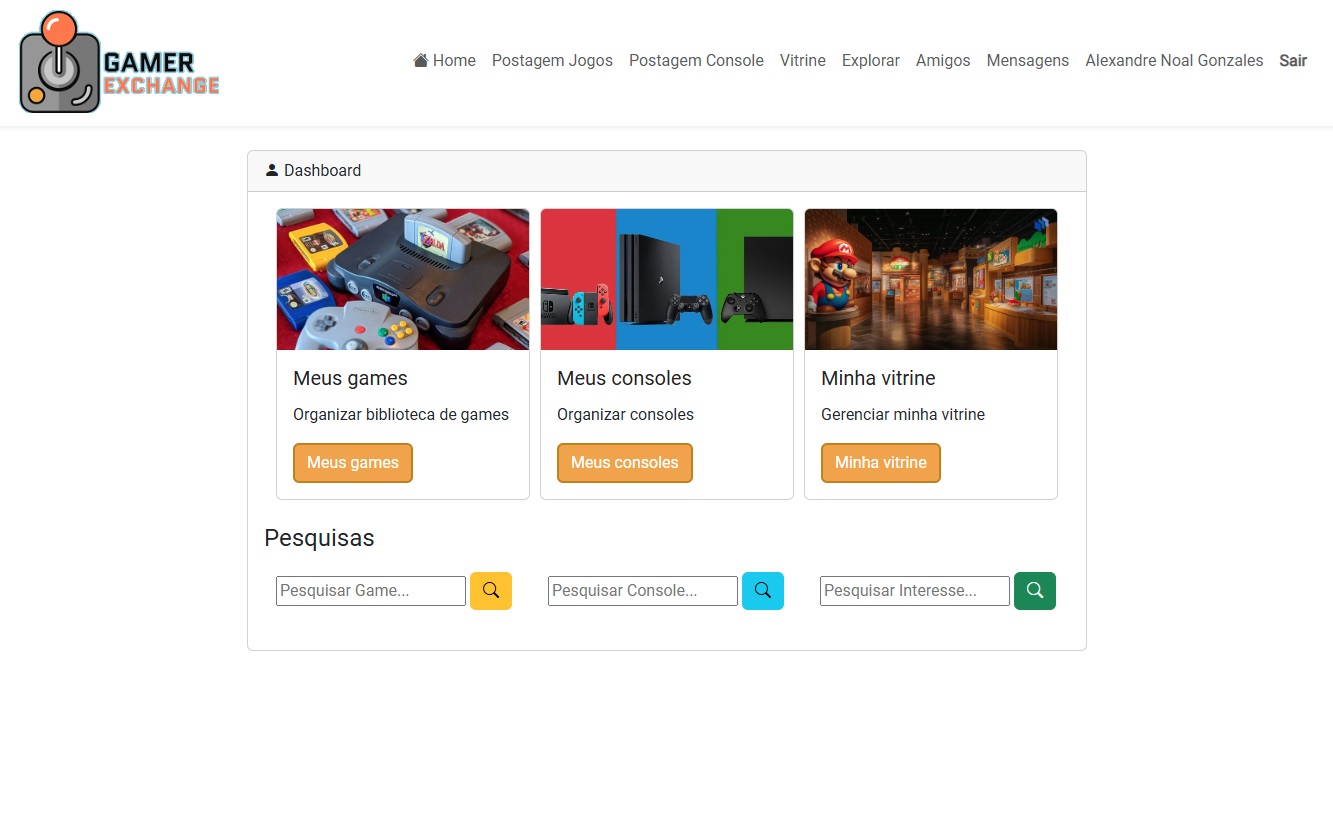 GAMER
EXCHANGE
Home Postagem Jogos Postagem Console Vitrine Explorar Amigos Mensagens Alexandre Noal Gonzales Sair
Dashboard
ZELDA
Meus games
Meus consoles
Minha vitrine
Organizar biblioteca de games
Organizar consoles
Gerenciar minha vitrine
Meus games
Meus consoles
Minha vitrine
Pesquisas
Pesquisar Game...
Pesquisar Console...
Pesquisar Interesse...